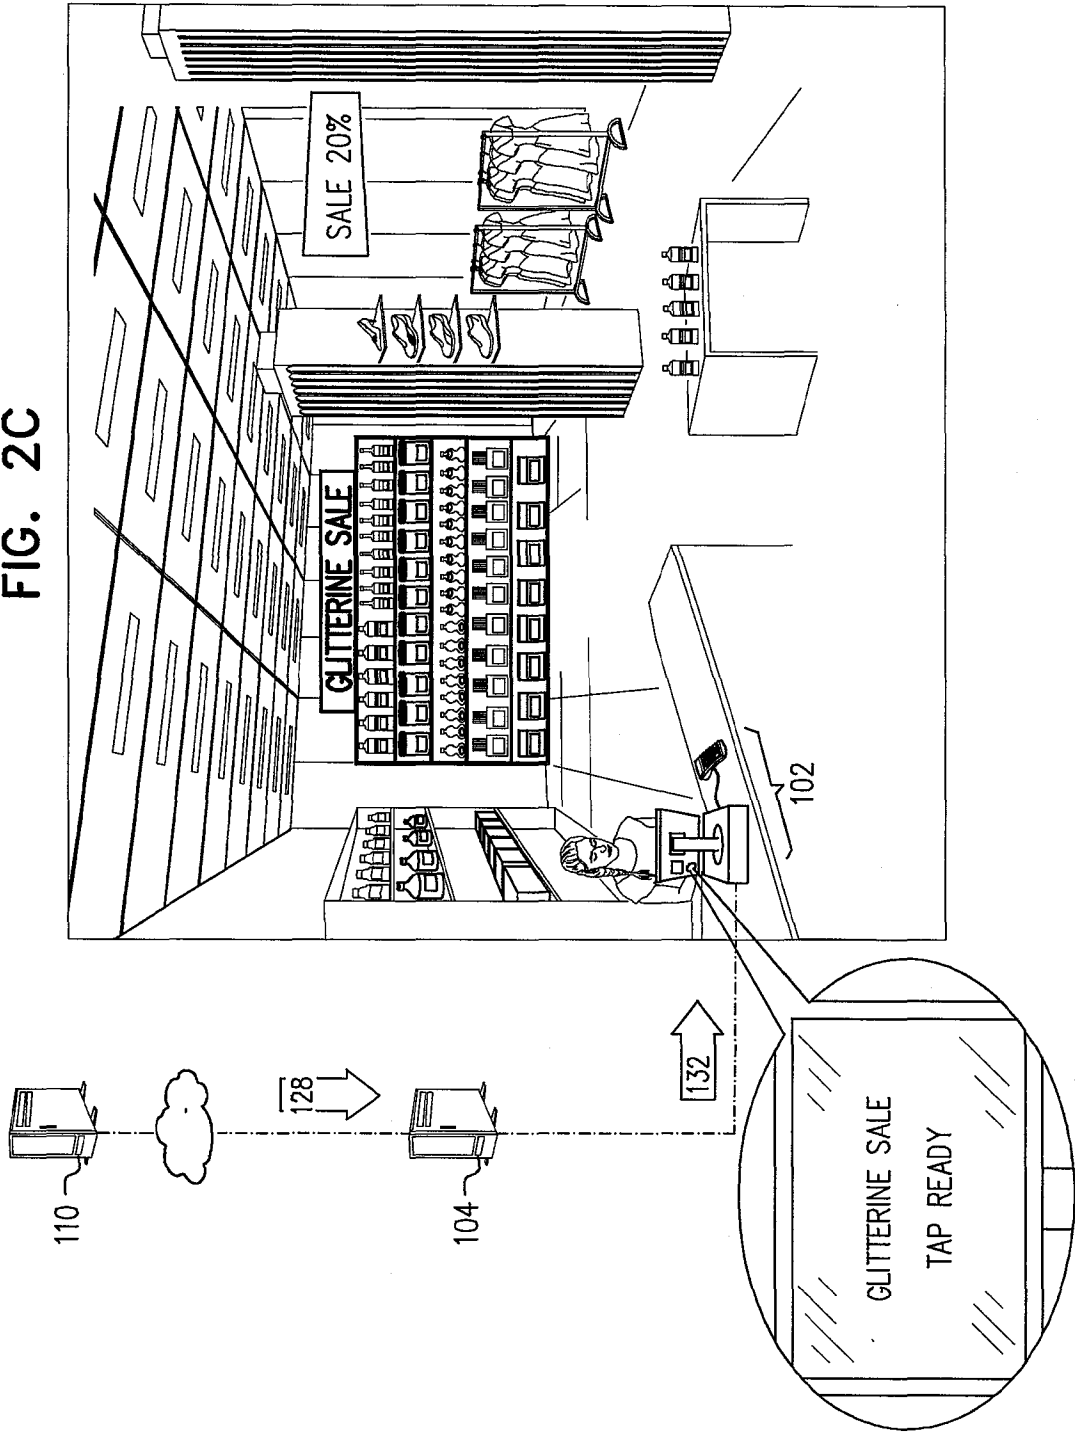 FIG. 2C
110
128
104
132
GLITTERINE SALE
SALE 20%
102
GLITTERINE SALE
TAP READY